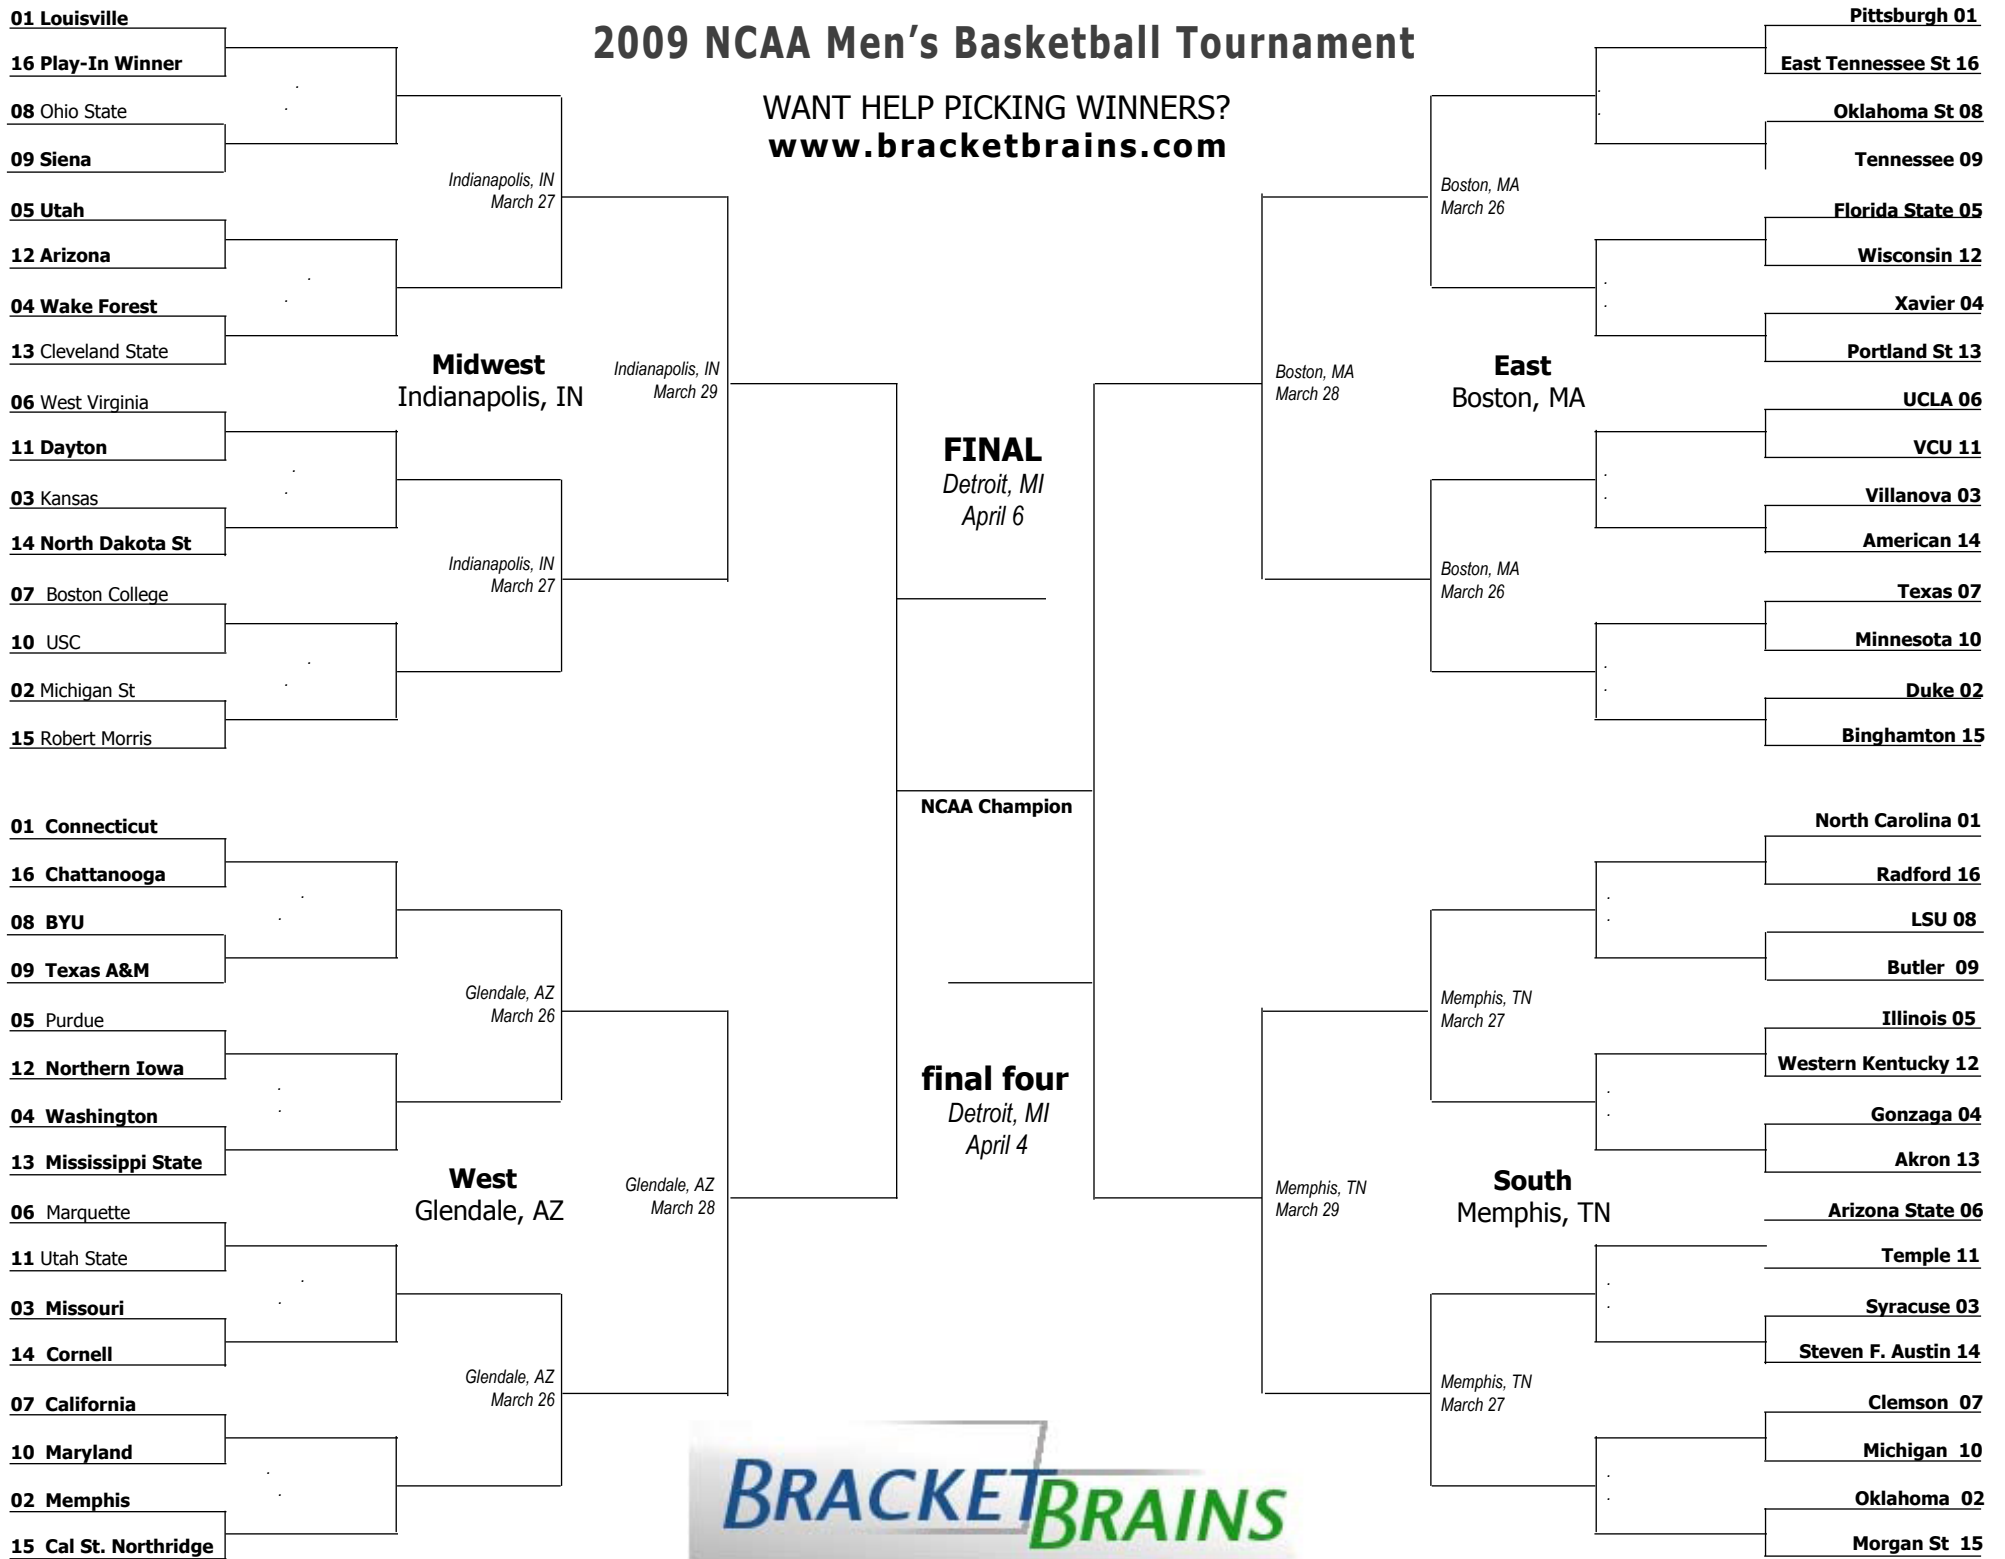 2009 NCAA Men's Basketball Tournament
WANT HELP PICKING WINNERS?
www.bracketbrains.com
01 Louisville
16 Play-In Winner
08 Ohio State
09 Siena
05 Utah
12 Arizona
04 Wake Forest
13 Cleveland State
06 West Virginia
11 Dayton
03 Kansas
14 North Dakota St
07 Boston College
10 USC
02 Michigan St
15 Robert Morris
Indianapolis, IN
March 27
Midwest
Indianapolis, IN
Indianapolis, IN
March 27
Indianapolis, IN
March 29
01 Connecticut
16 Chattanooga
08 BYU
09 Texas A&M
05 Purdue
12 Northern Iowa
04 Washington
13 Mississippi State
06 Marquette
11 Utah State
03 Missouri
14 Cornell
07 California
10 Maryland
02 Memphis
15 Cal St. Northridge
Glendale, AZ
March 26
West
Glendale, AZ
Glendale, AZ
March 26
Glendale, AZ
March 28
FINAL
Detroit, MI
April 6
NCAA Champion
final four
Detroit, MI
April 4
Boston, MA
March 28
Boston, MA
March 26
East
Boston, MA
Boston, MA
March 26
Pittsburgh 01
East Tennessee St 16
Oklahoma St 08
Tennessee 09
Florida State 05
Wisconsin 12
Xavier 04
Portland St 13
UCLA 06
VCU 11
Villanova 03
American 14
Texas 07
Minnesota 10
Duke 02
Binghamton 15
Memphis, TN
March 29
Memphis, TN
March 27
South
Memphis, TN
Memphis, TN
March 27
North Carolina 01
Radford 16
LSU 08
Butler 09
Illinois 05
Western Kentucky 12
Gonzaga 04
Akron 13
Arizona State 06
Temple 11
Syracuse 03
Steven F. Austin 14
Clemson 07
Michigan 10
Oklahoma 02
Morgan St 15
BRACKETBRAINS